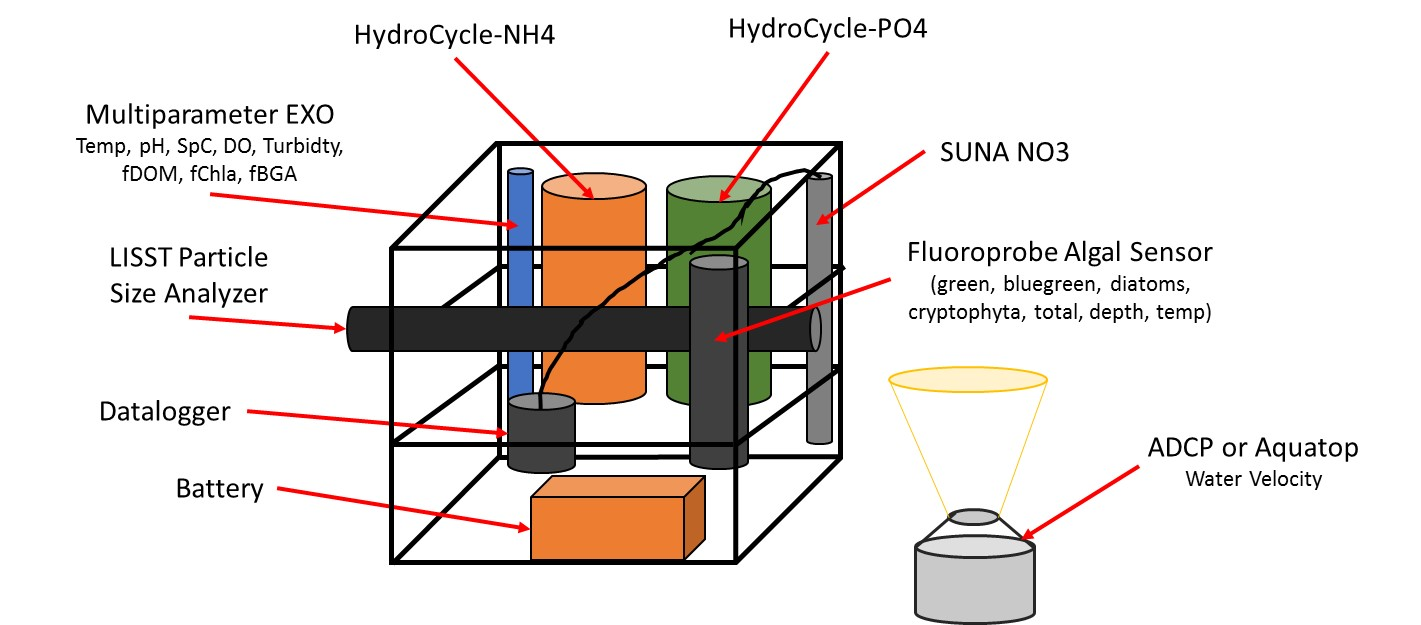 HydroCycle-NH4
HydroCycle-PO4
Multiparameter EXO
Temp, pH, SpC, DO, Turbidty,
fDOM, fChla, fBGA
SUNA NO3
LISST Particle
Size Analyzer
Fluoroprobe Algal Sensor
(green, bluegreen, diatoms,
cryptophyta, total, depth, temp)
Datalogger
ADCP or Aquatop
Water Velocity
Battery